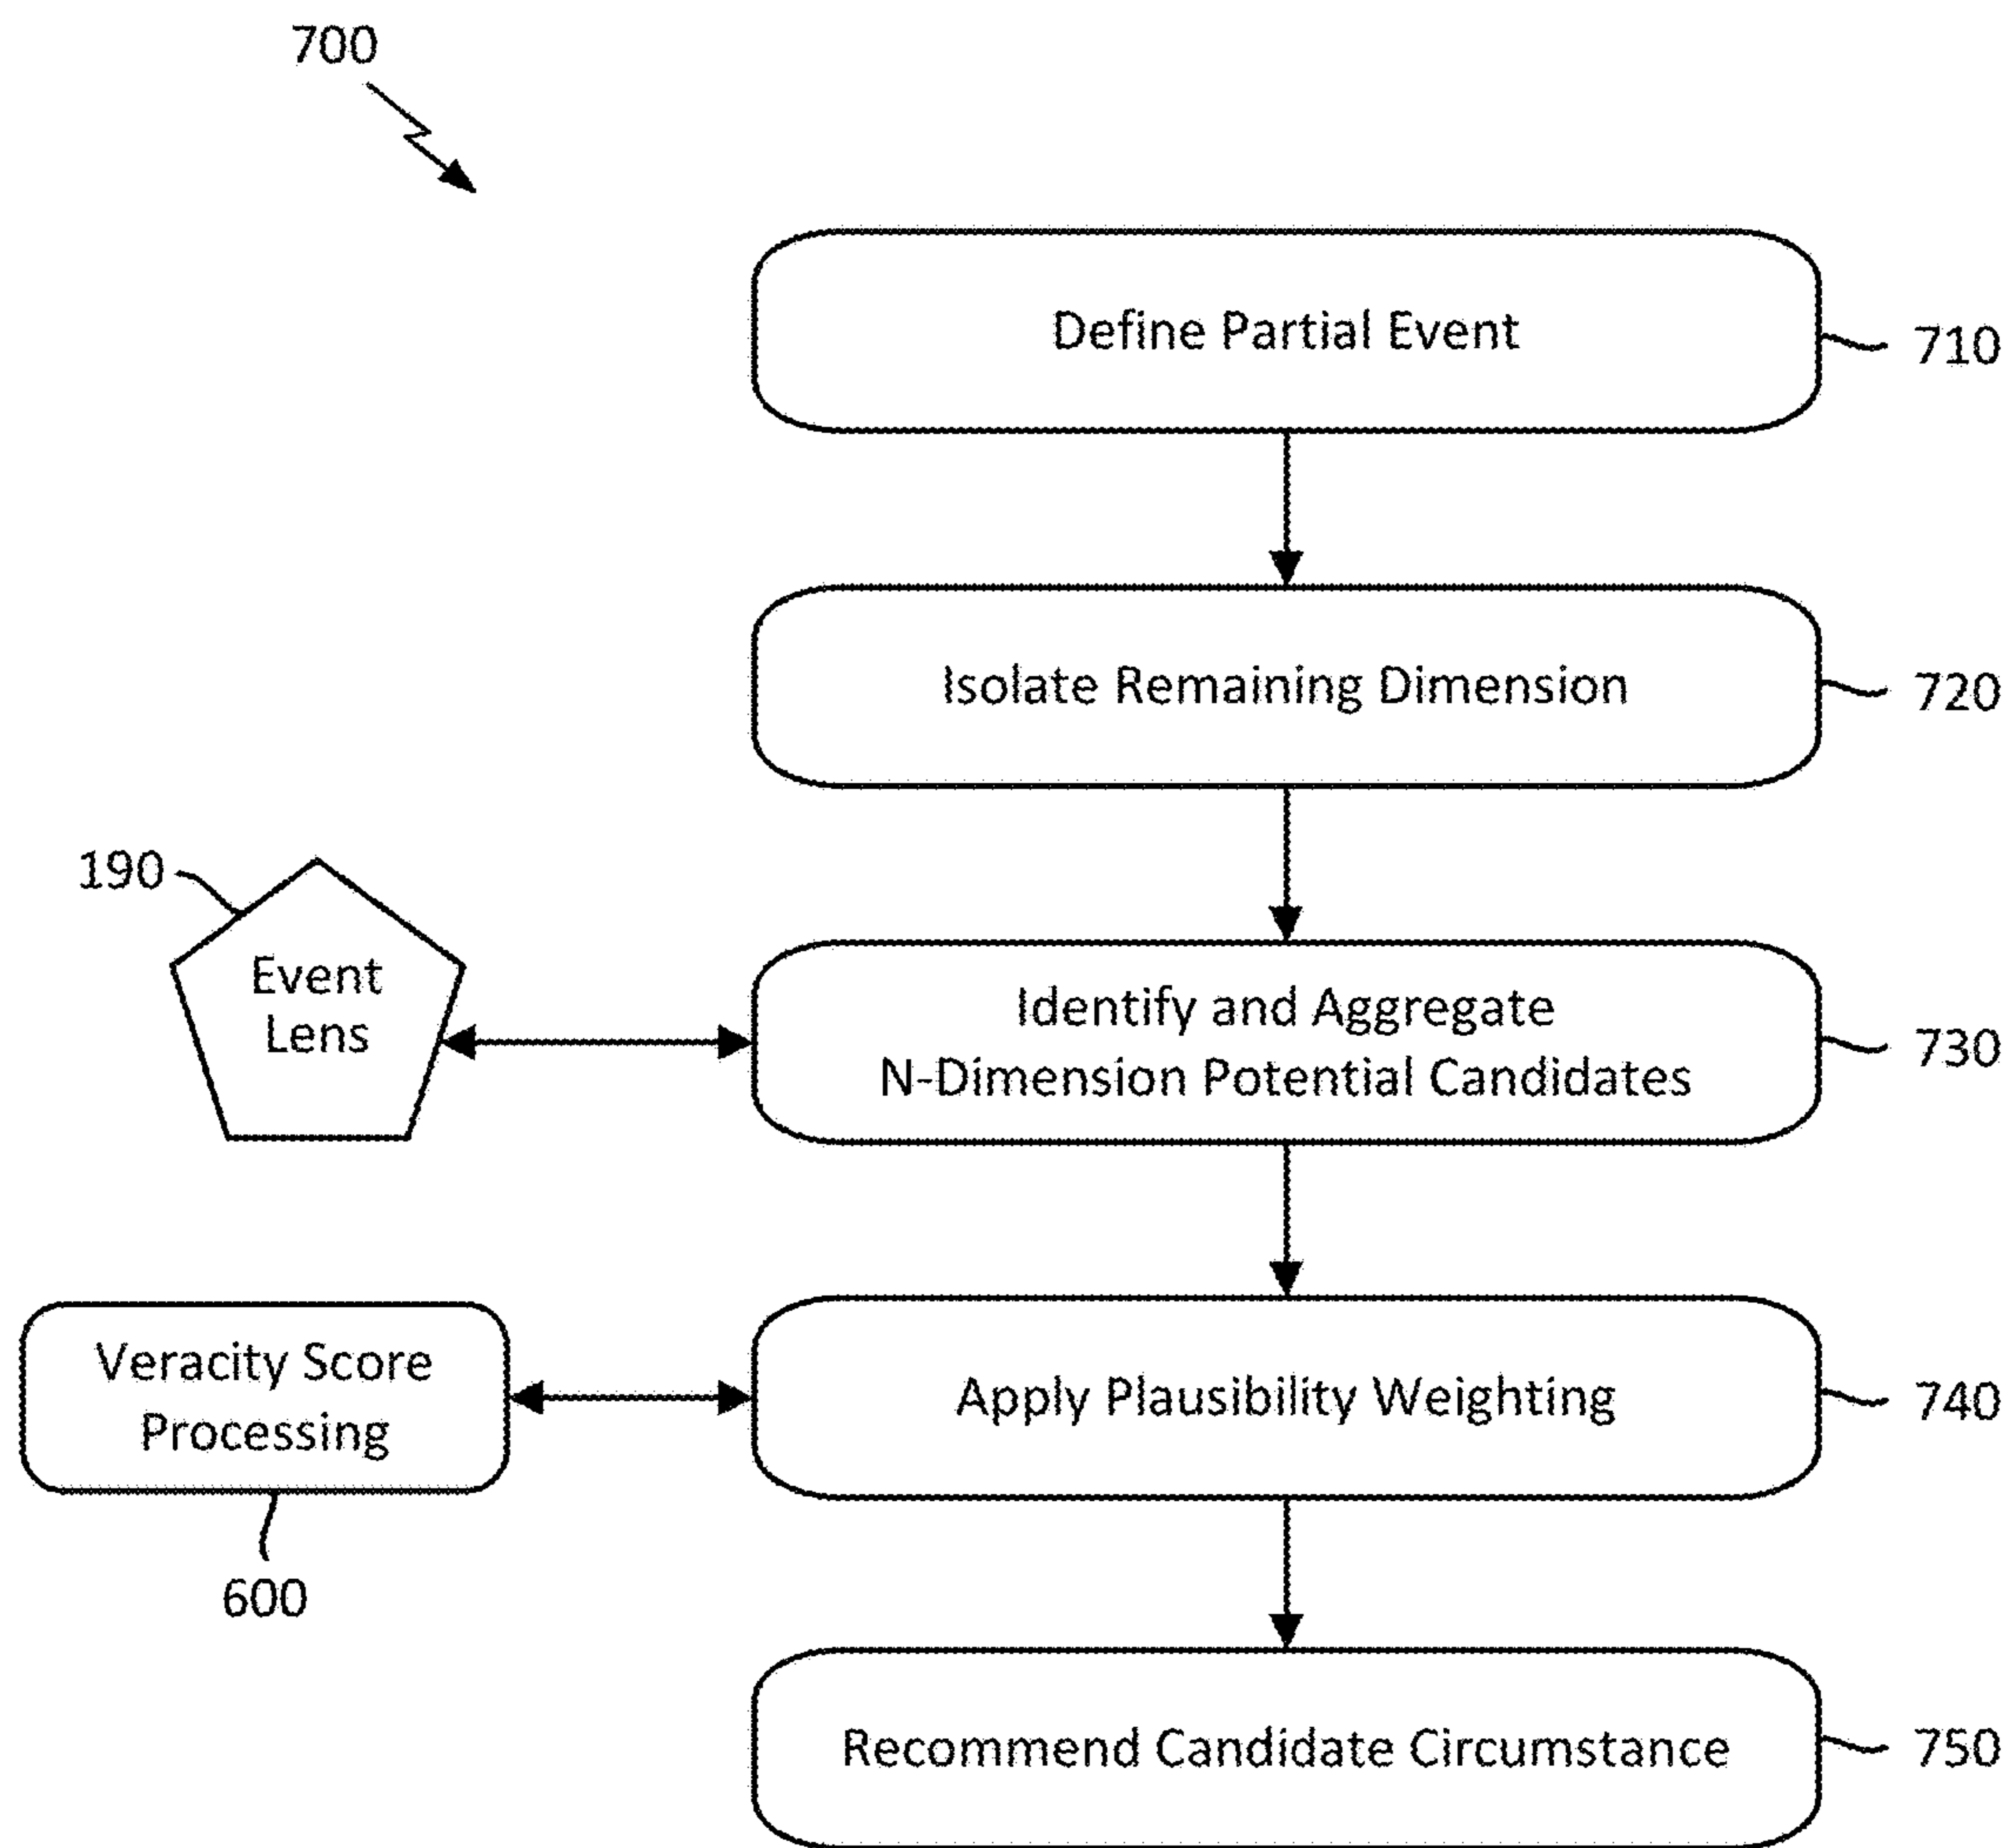 700
Define Partial Event
710
Isolate Remaining Dimension
720
190
Event
Lens
Identify and Aggregate
N-Dimension Potential Candidates
730
Veracity Score
Processing
600
Apply Plausibility Weighting
740
Recommend Candidate Circumstance
750